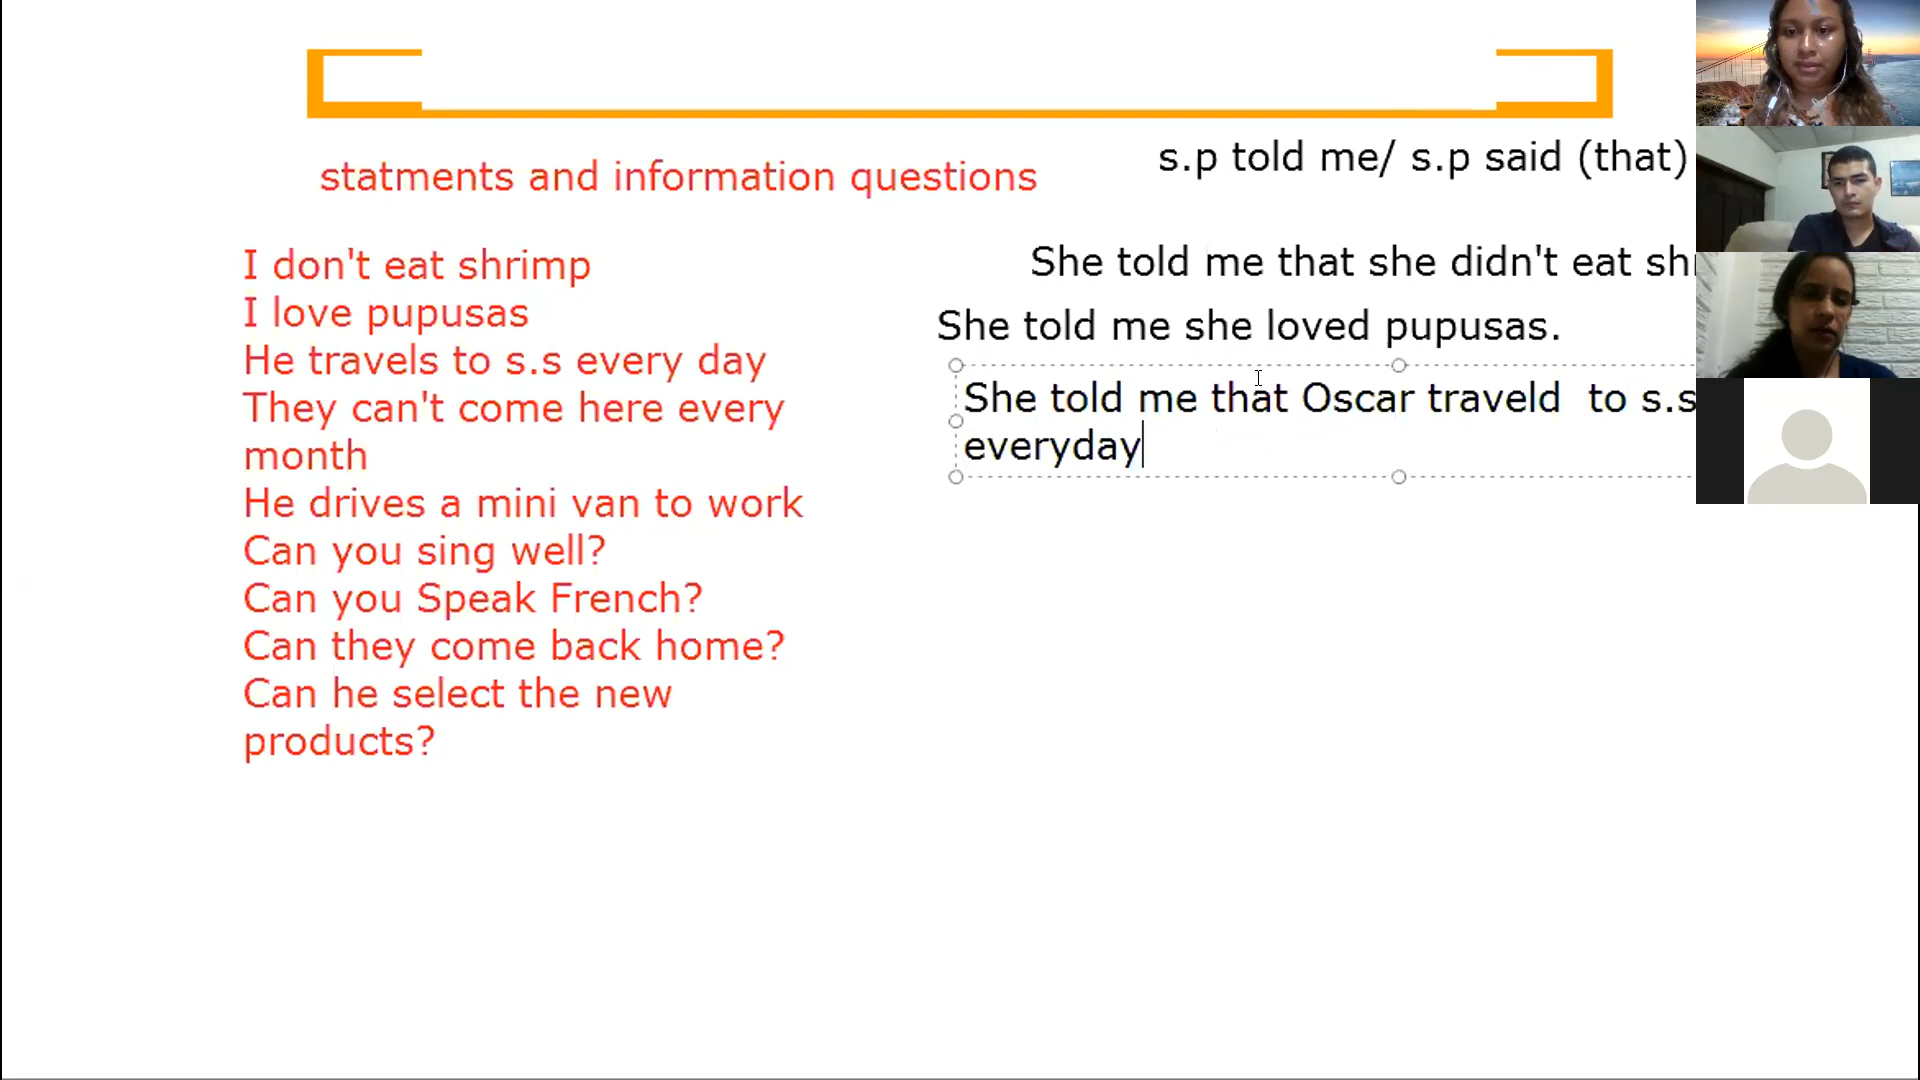 statments and information questions
s.p told me/ s.p said (that)
I don't eat shrimp
I love pupusas
He travels to s.s every day
They can't come here every
month
He drives a mini van to work
Can you sing well?
Can you Speak French?
Can they come back home?
Can he select the new
products?
She told me that she didn't eat
She told me she loved pupusas.
She told me that Oscar traveld to s.s
everyday